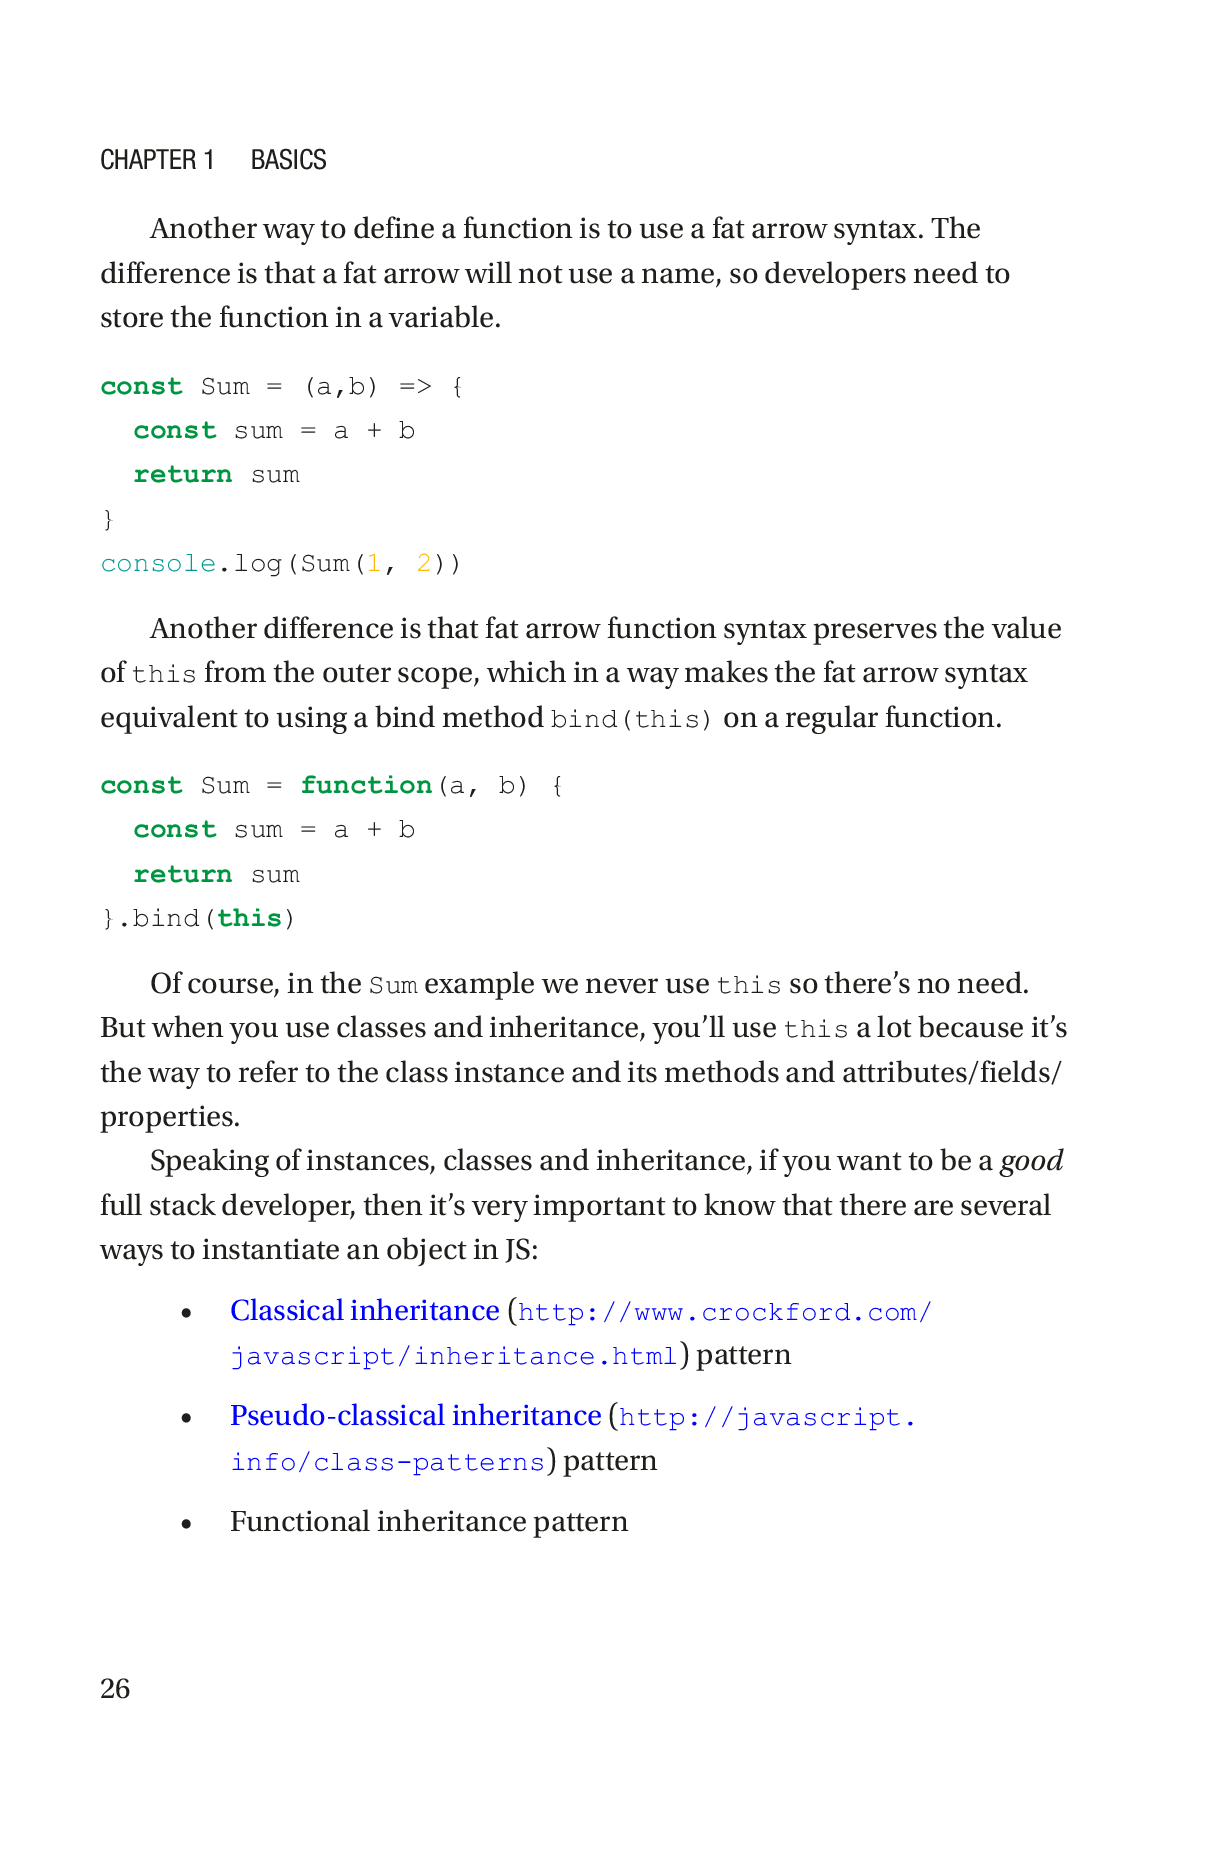 CHAPTER 1 BASICS
Another way to define a function is to use a fat arrow syntax. The
difference is that a fat arrow will not use a name, so developers need to
store the function in a variable.
const Sum = (a,b) => {
  const sum = a + b
  return sum
}
console.log(Sum(1, 2))
Another difference is that fat arrow function syntax preserves the value
of this from the outer scope, which in a way makes the fat arrow syntax
equivalent to using a bind method bind(this) on a regular function.
const Sum = function(a, b) {
  const sum = a + b
  return sum
}.bind(this)
Of course, in the Sum example we never use this so there’s no need.
But when you use classes and inheritance, you’ll use this a lot because it’s
the way to refer to the class instance and its methods and attributes/fields/
properties.
Speaking of instances, classes and inheritance, if you want to be a good
full stack developer, then it’s very important to know that there are several
ways to instantiate an object in JS:
• Classical inheritance (http://www.crockford.com/
javascript/inheritance.html) pattern
• Pseudo-classical inheritance (http://javascript.
info/class-patterns) pattern
• Functional inheritance pattern
26